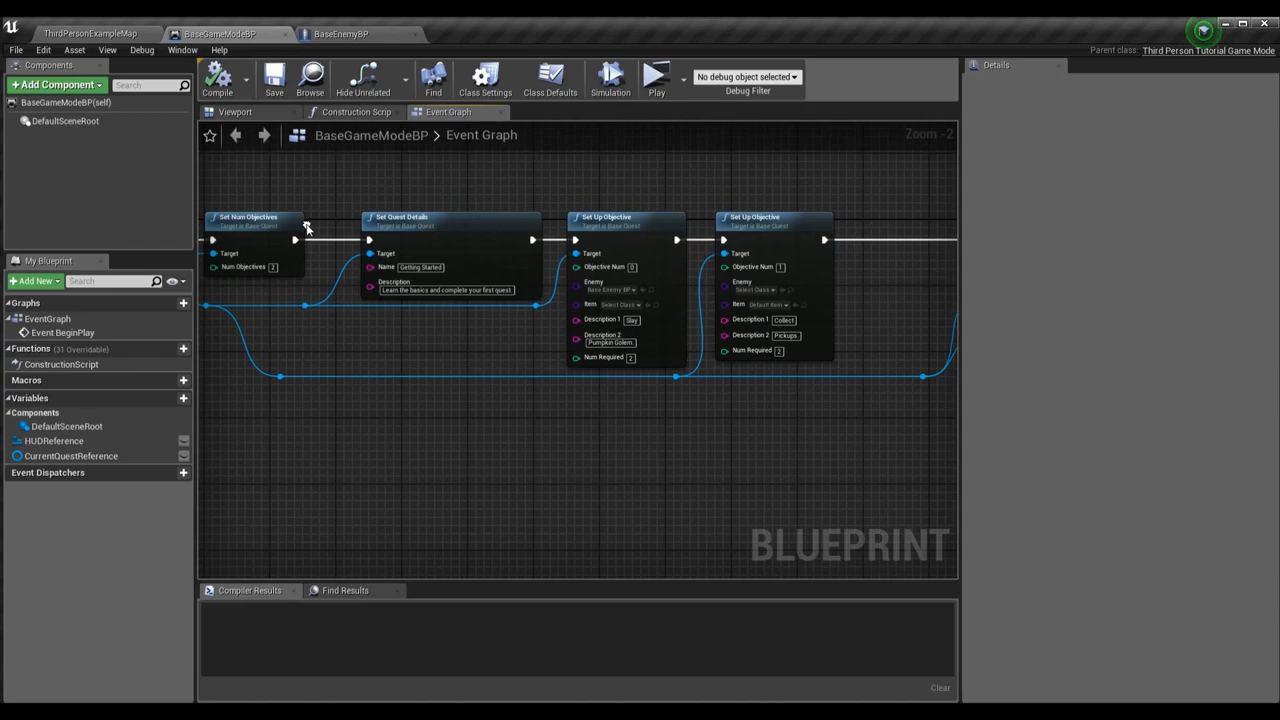 ThirdPersonExampleMap
BaseGameModeBP
BaseEnemyBP
File Edit Asset View Debug Window Help
Parent class: Third Person Tutorial Game Mode
Components
+ Add Component
Search
BaseGameModeBP(self)
DefaultSceneRoot
Compile
Save
Browse
Hide Unrelated
Find
Class Settings
Class Defaults
Simulation
Play
No debug object selected
Debug Filter
Details
Viewport
Construction Scrip
Event Graph
BaseGameModeBP > Event Graph
Zoom -2
Set Num Objectives
Target is Base Quest
Target
Num Objectives 2
Set Quest Details
Target is Base Quest
Target
Name Getting Started
Description
Learn the basics and complete your first quest.
Set Up Objective
Target is Base Quest
Target
Objective Num 0
Enemy
Base Enemy BP
Item Select Class
Description 1 Slay
Description 2
Pumpkin Golem.
Num Required 2
Set Up Objective
Target is Base Quest
Target
Objective Num 1
Enemy
Select Class
Item Default Item
Description 1 Collect
Description 2 Pickups.
Num Required 2
BLUEPRINT
My Blueprint
+ Add New
Search
Graphs
EventGraph
Event BeginPlay
Functions (31 Overridable)
ConstructionScript
Macros
Variables
Components
DefaultSceneRoot
HUDReference
CurrentQuestReference
Event Dispatchers
Compiler Results
Find Results
Clear